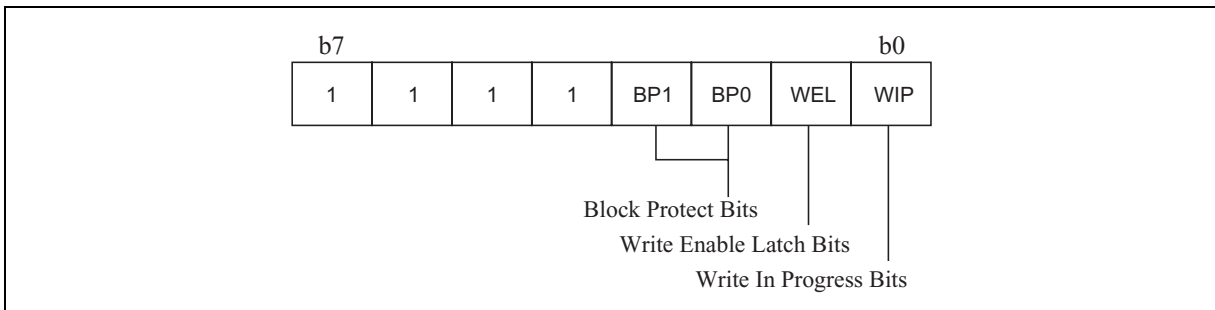 b7 b0
1 1 1 1 BP1 BP0 WEL WIP
Block Protect Bits
Write Enable Latch Bits
Write In Progress Bits